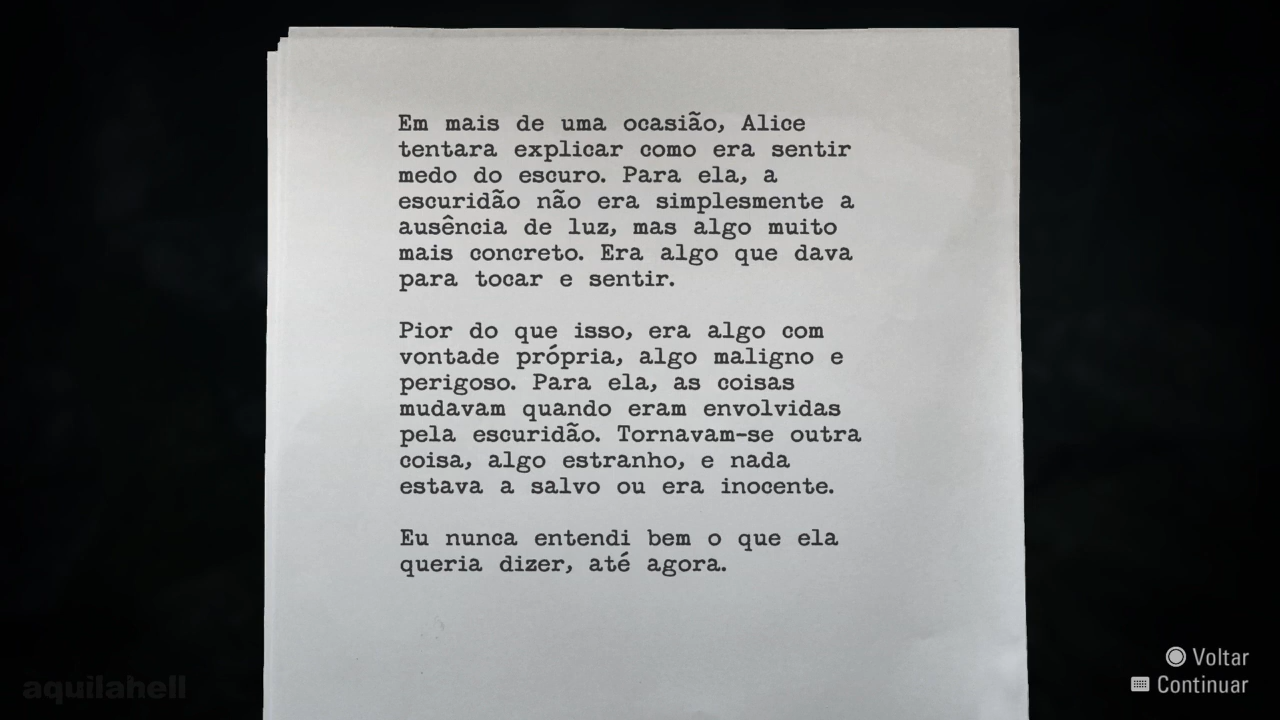 Em mais de uma ocasião, Alice
tentara explicar como era sentir
medo do escuro. Para ela, a
escuridão não era simplesmente a
ausência de luz, mas algo muito
mais concreto. Era algo que dava
para tocar e sentir.
Pior do que isso, era algo com
vontade própria, algo maligno e
perigoso. Para ela, as coisas
mudavam quando eram envolvidas
pela escuridão. Tornavam-se outra
coisa, algo estranho, e nada
estava a salvo ou era inocente.
Eu nunca entendi bem o que ela
queria dizer, até agora.
Voltar
Continuar
aquilahell